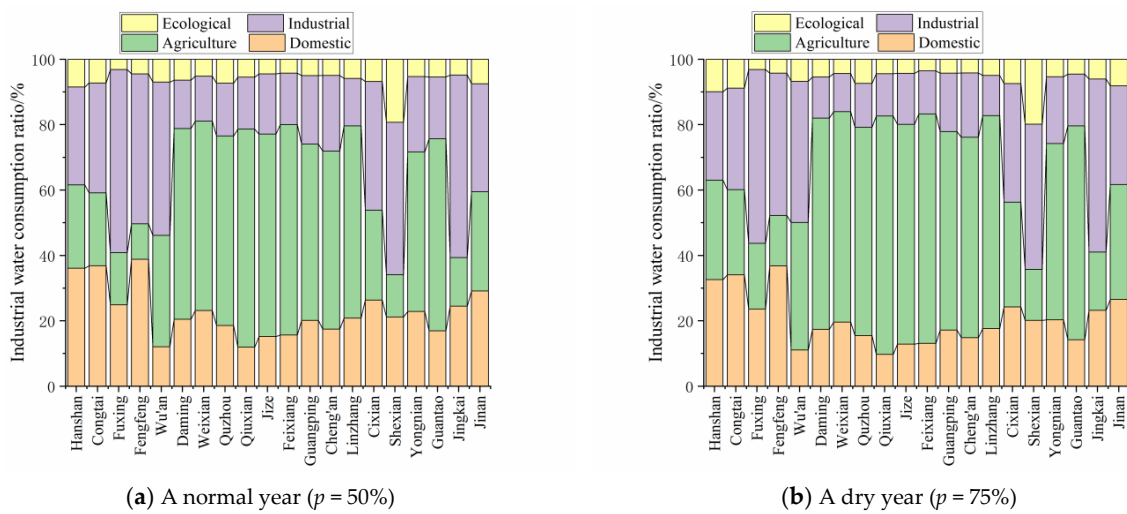 Ecological Industrial
Agriculture Domestic
Industrial water consumption ratio/%
100
80
60
40
20
0
Hanshan
Congtai
Fuxing
Fengfeng
Wu'an
Daming
Weixian
Quzhou
Qiuxian
Jize
Feixiang
Guangping
Cheng'an
Linzhang
Cixian
Shexian
Yongnian
Guantao
Jingkai
Jinan
(a) A normal year (p = 50%)
Ecological Industrial
Agriculture Domestic
Industrial water consumption ratio/%
100
80
60
40
20
0
Hanshan
Congtai
Fuxing
Fengfeng
Wu'an
Daming
Weixian
Quzhou
Qiuxian
Jize
Feixiang
Guangping
Cheng'an
Linzhang
Cixian
Shexian
Yongnian
Guantao
Jingkai
Jinan
(b) A dry year (p = 75%)